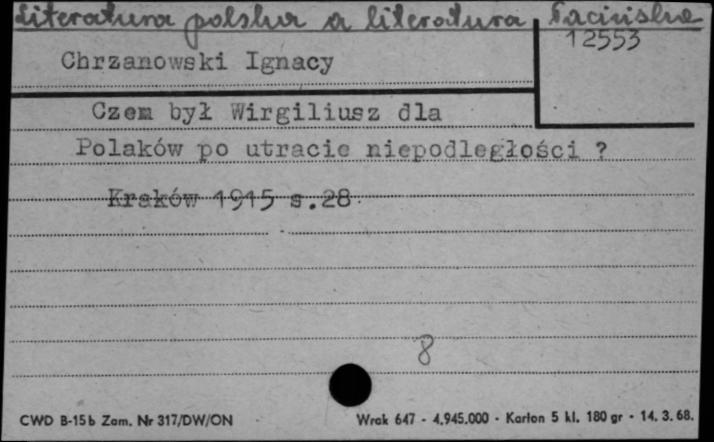 Literatura polska a literatura łacińska
12553
Chrzanowski Ignacy
Czem był Wirgiliusz dla
Polaków po utracie niepodległości ?
Kraków 1915 s.28
8
CWD B-15b Zam. Nr 317/DW/ON Wrak 647 - 4.945.000 - Karton 5 kl. 180 gr - 14. 3. 68.